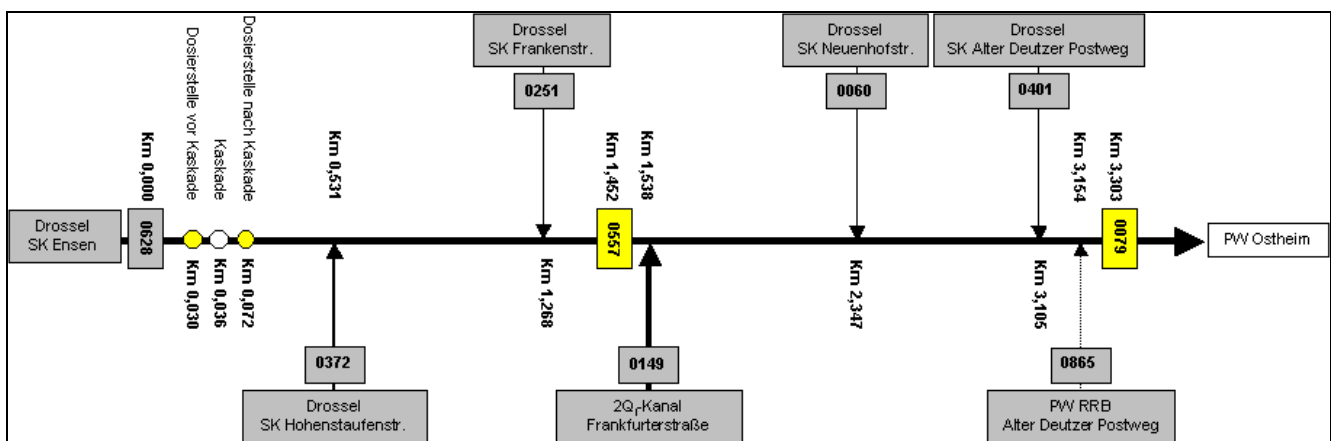 Drossel
SK Frankenstr.
Drossel
SK Neuenhofstr.
Drossel
SK Alter Deutzer Postweg
0251
0060
0401
Km 0,000
Dosierstelle vor Kaskade
Kaskade
Dosierstelle nach Kaskade
Km 0,531
Km 1,452
Km 1,538
Km 3,154
Km 3,303
Drossel
SK Ensen
0628
0557
0079
PW Ostheim
Km 0,030
Km 0,036
Km 0,072
Km 1,268
Km 2,347
Km 3,105
0372
0149
0865
Drossel
SK Hohenstaufenstr.
2Qr-Kanal
Frankfurterstraße
PW RRB
Alter Deutzer Postweg